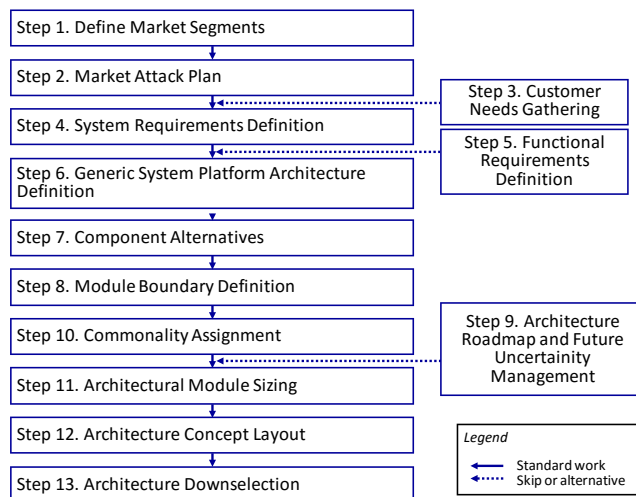 Step 1. Define Market Segments
Step 2. Market Attack Plan
Step 3. Customer
Needs Gathering
Step 4. System Requirements Definition
Step 5. Functional
Requirements
Definition
Step 6. Generic System Platform Architecture
Definition
Step 7. Component Alternatives
Step 8. Module Boundary Definition
Step 10. Commonality Assignment
Step 9. Architecture
Roadmap and Future
Uncertainity
Management
Step 11. Architectural Module Sizing
Step 12. Architecture Concept Layout
Step 13. Architecture Downselection
Legend
Standard work
Skip or alternative